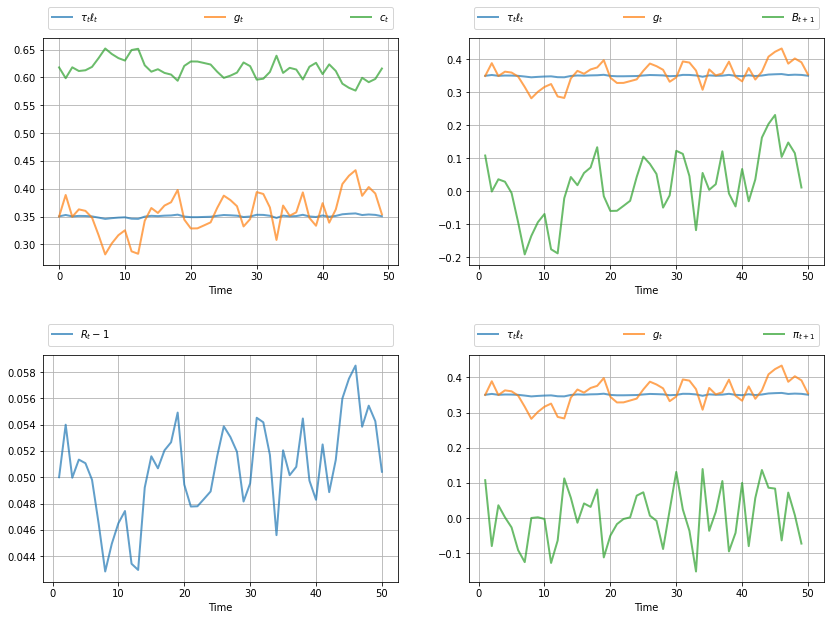 τₜℓₜ gₜ cₜ
0.65
0.60
0.55
0.50
0.45
0.40
0.35
0.30
0 10 20 30 40 50
Time
τₜℓₜ gₜ Bₜ₊₁
0.4
0.3
0.2
0.1
0.0
−0.1
−0.2
0 10 20 30 40 50
Time
Rₜ − 1
0.058
0.056
0.054
0.052
0.050
0.048
0.046
0.044
0 10 20 30 40 50
Time
τₜℓₜ gₜ πₜ₊₁
0.4
0.3
0.2
0.1
0.0
−0.1
0 10 20 30 40 50
Time